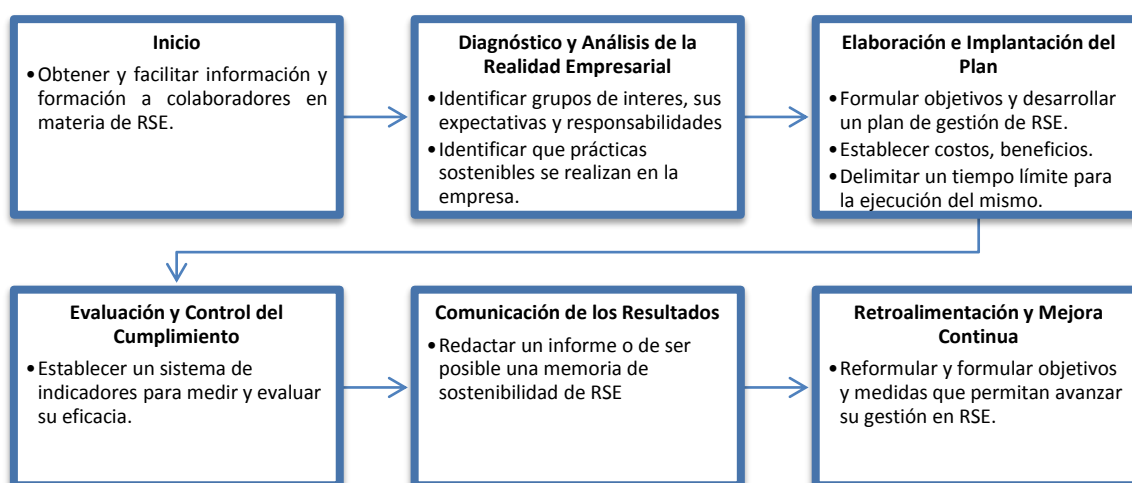 Inicio
•Obtener y facilitar información y
formación a colaboradores en
materia de RSE.
Diagnóstico y Análisis de la
Realidad Empresarial
•Identificar grupos de interes, sus
expectativas y responsabilidades
•Identificar que prácticas
sostenibles se realizan en la
empresa.
Elaboración e Implantación del
Plan
•Formular objetivos y desarrollar
un plan de gestión de RSE.
•Establecer costos, beneficios.
•Delimitar un tiempo límite para
la ejecución del mismo.
Evaluación y Control del
Cumplimiento
•Establecer un sistema de
indicadores para medir y evaluar
su eficacia.
Comunicación de los Resultados
•Redactar un informe o de ser
posible una memoria de
sostenibilidad de RSE
Retroalimentación y Mejora
Continua
•Reformular y formular objetivos
y medidas que permitan avanzar
su gestión en RSE.